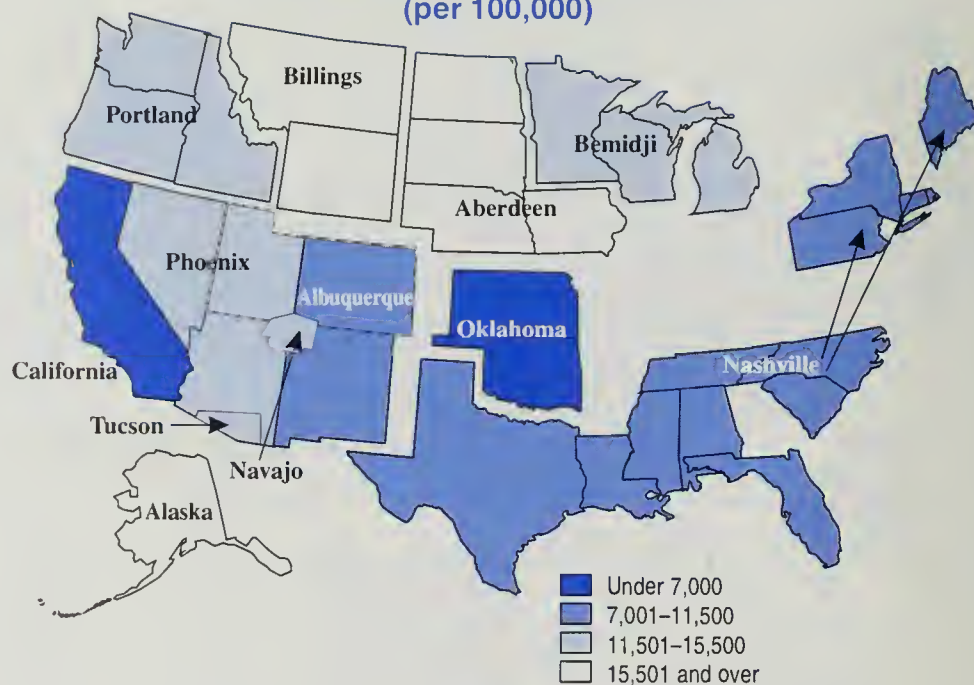 (per 100,000)
Billings
Portland
Bemidji
Aberdeen
Phoenix
Albuquerque
Oklahoma
Nashville
California
Tucson
Navajo
Alaska
Under 7,000
7,001–11,500
11,501–15,500
15,501 and over